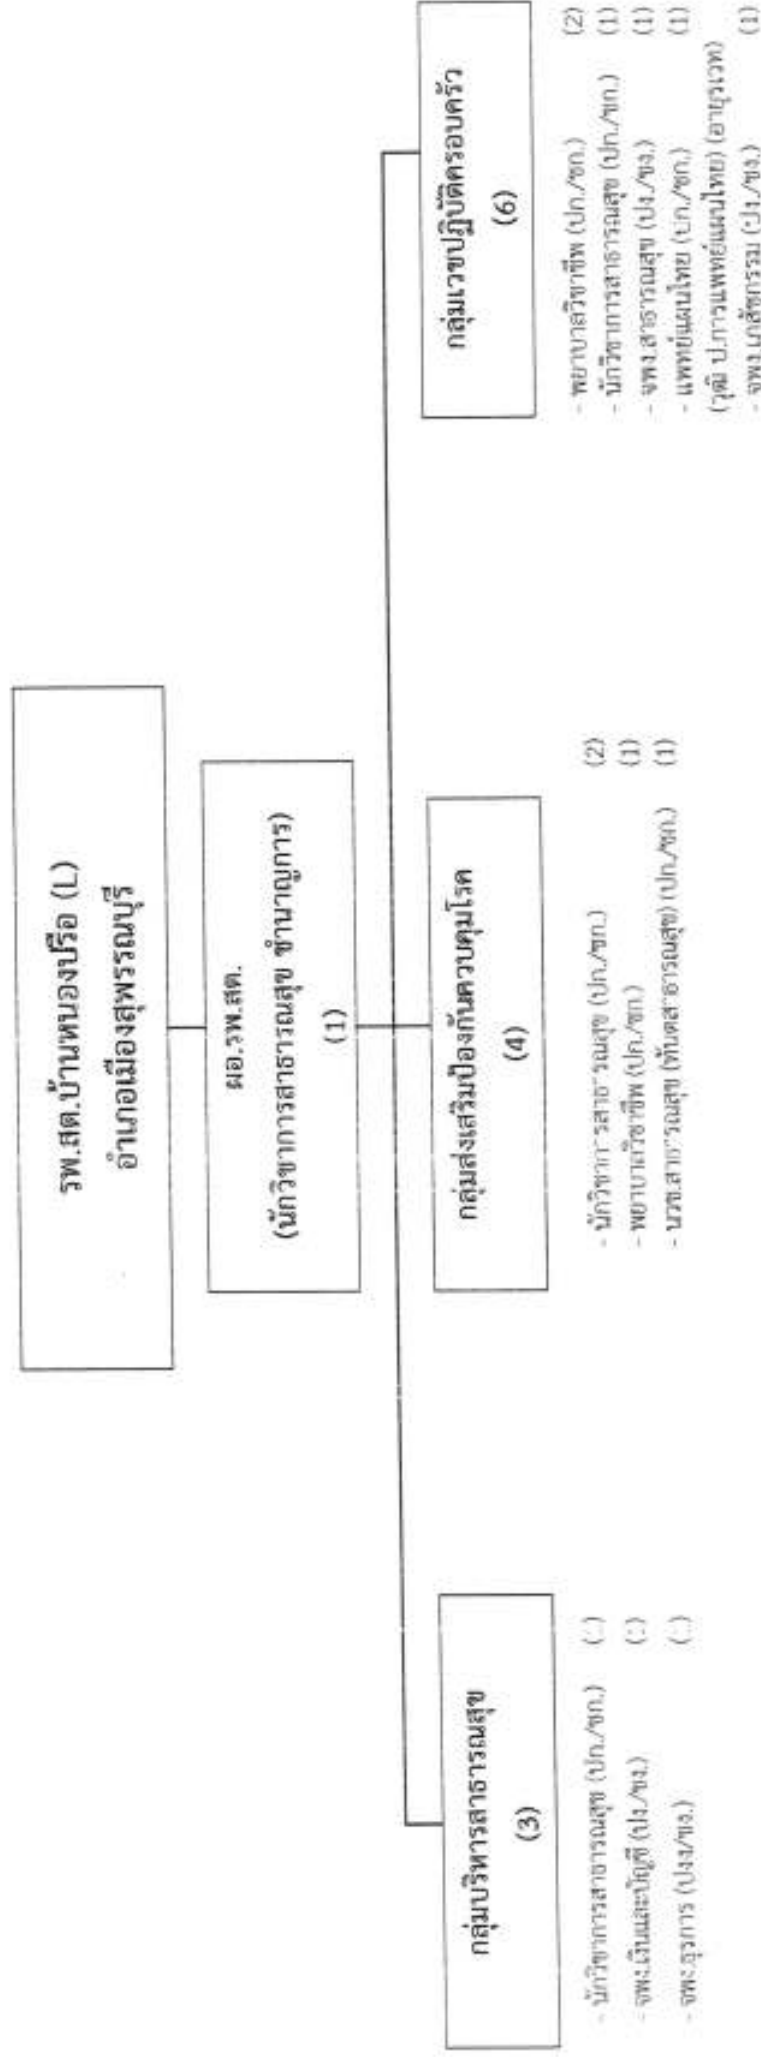 รพ.สต.บ้านหนองปรือ (L)
อำเภอเมืองสุพรรณบุรี
ผอ.รพ.สต.
(นักวิชาการสาธารณสุข ชำนาญการ)
(1)
กลุ่มบริหารสาธารณสุข
(3)
- นักวิชาการสาธารณสุข (ปก./ชก.)
- จพง.เงินและบัญชี (ปง./ชง.)
- จพง.ธุรการ (ปงง/ชง.)
กลุ่มส่งเสริมป้องกันควบคุมโรค
(4)
- นักวิชาการสาธารณสุข (ปก./ชก.) (2)
- พยาบาลวิชาชีพ (ปก./ชก.) (1)
- นวช.สาธารณสุข (ทันตสาธารณสุข) (ปก./ชก.) (1)
กลุ่มเวชปฏิบัติครอบครัว
(6)
- พยาบาลวิชาชีพ (ปก./ชก.) (2)
- นักวิชาการสาธารณสุข (ปก./ชก.) (1)
- จพง.สาธารณสุข (ปง./ชง.) (1)
- แพทย์แผนไทย (ปก./ชก.) (1)
(วุฒิ ป.การแพทย์แผนไทย) (อายุรเวท)
- จพง.เภสัชกรรม (ปง./ชง.) (1)